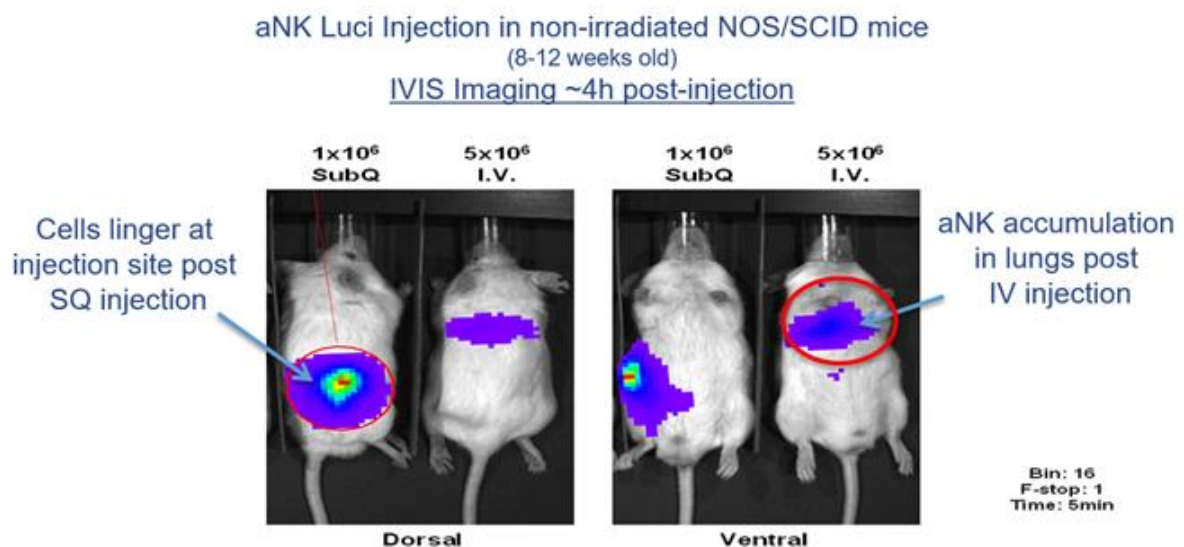 aNK Luci Injection in non-irradiated NOS/SCID mice
(8-12 weeks old)
IVIS Imaging ~4h post-injection
1x10⁶
SubQ
5x10⁶
I.V.
1x10⁶
SubQ
5x10⁶
I.V.
Cells linger at
injection site post
SQ injection
aNK accumulation
in lungs post
IV injection
Bin: 16
F-stop: 1
Time: 5min
Dorsal
Ventral